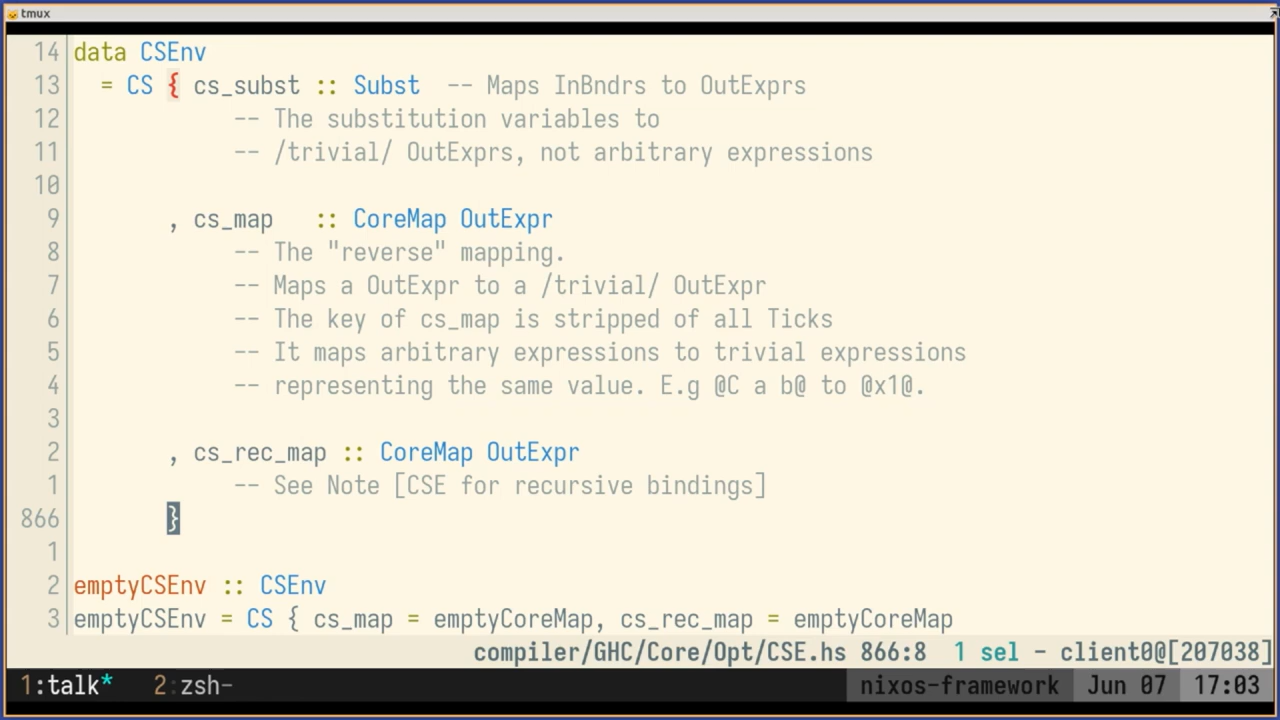 tmux
14 data CSEnv
13   = CS { cs_subst :: Subst  -- Maps InBndrs to OutExprs
12             -- The substitution variables to
11             -- /trivial/ OutExprs, not arbitrary expressions
10
9        , cs_map   :: CoreMap OutExpr
8             -- The "reverse" mapping.
7             -- Maps a OutExpr to a /trivial/ OutExpr
6             -- The key of cs_map is stripped of all Ticks
5             -- It maps arbitrary expressions to trivial expressions
4             -- representing the same value. E.g @C a b@ to @x1@.
3
2        , cs_rec_map :: CoreMap OutExpr
1             -- See Note [CSE for recursive bindings]
866        }
1
2 emptyCSEnv :: CSEnv
3 emptyCSEnv = CS { cs_map = emptyCoreMap, cs_rec_map = emptyCoreMap
compiler/GHC/Core/Opt/CSE.hs 866:8  1 sel - client0@[207038]
1:talk*  2:zsh-  nixos-framework  Jun 07  17:03